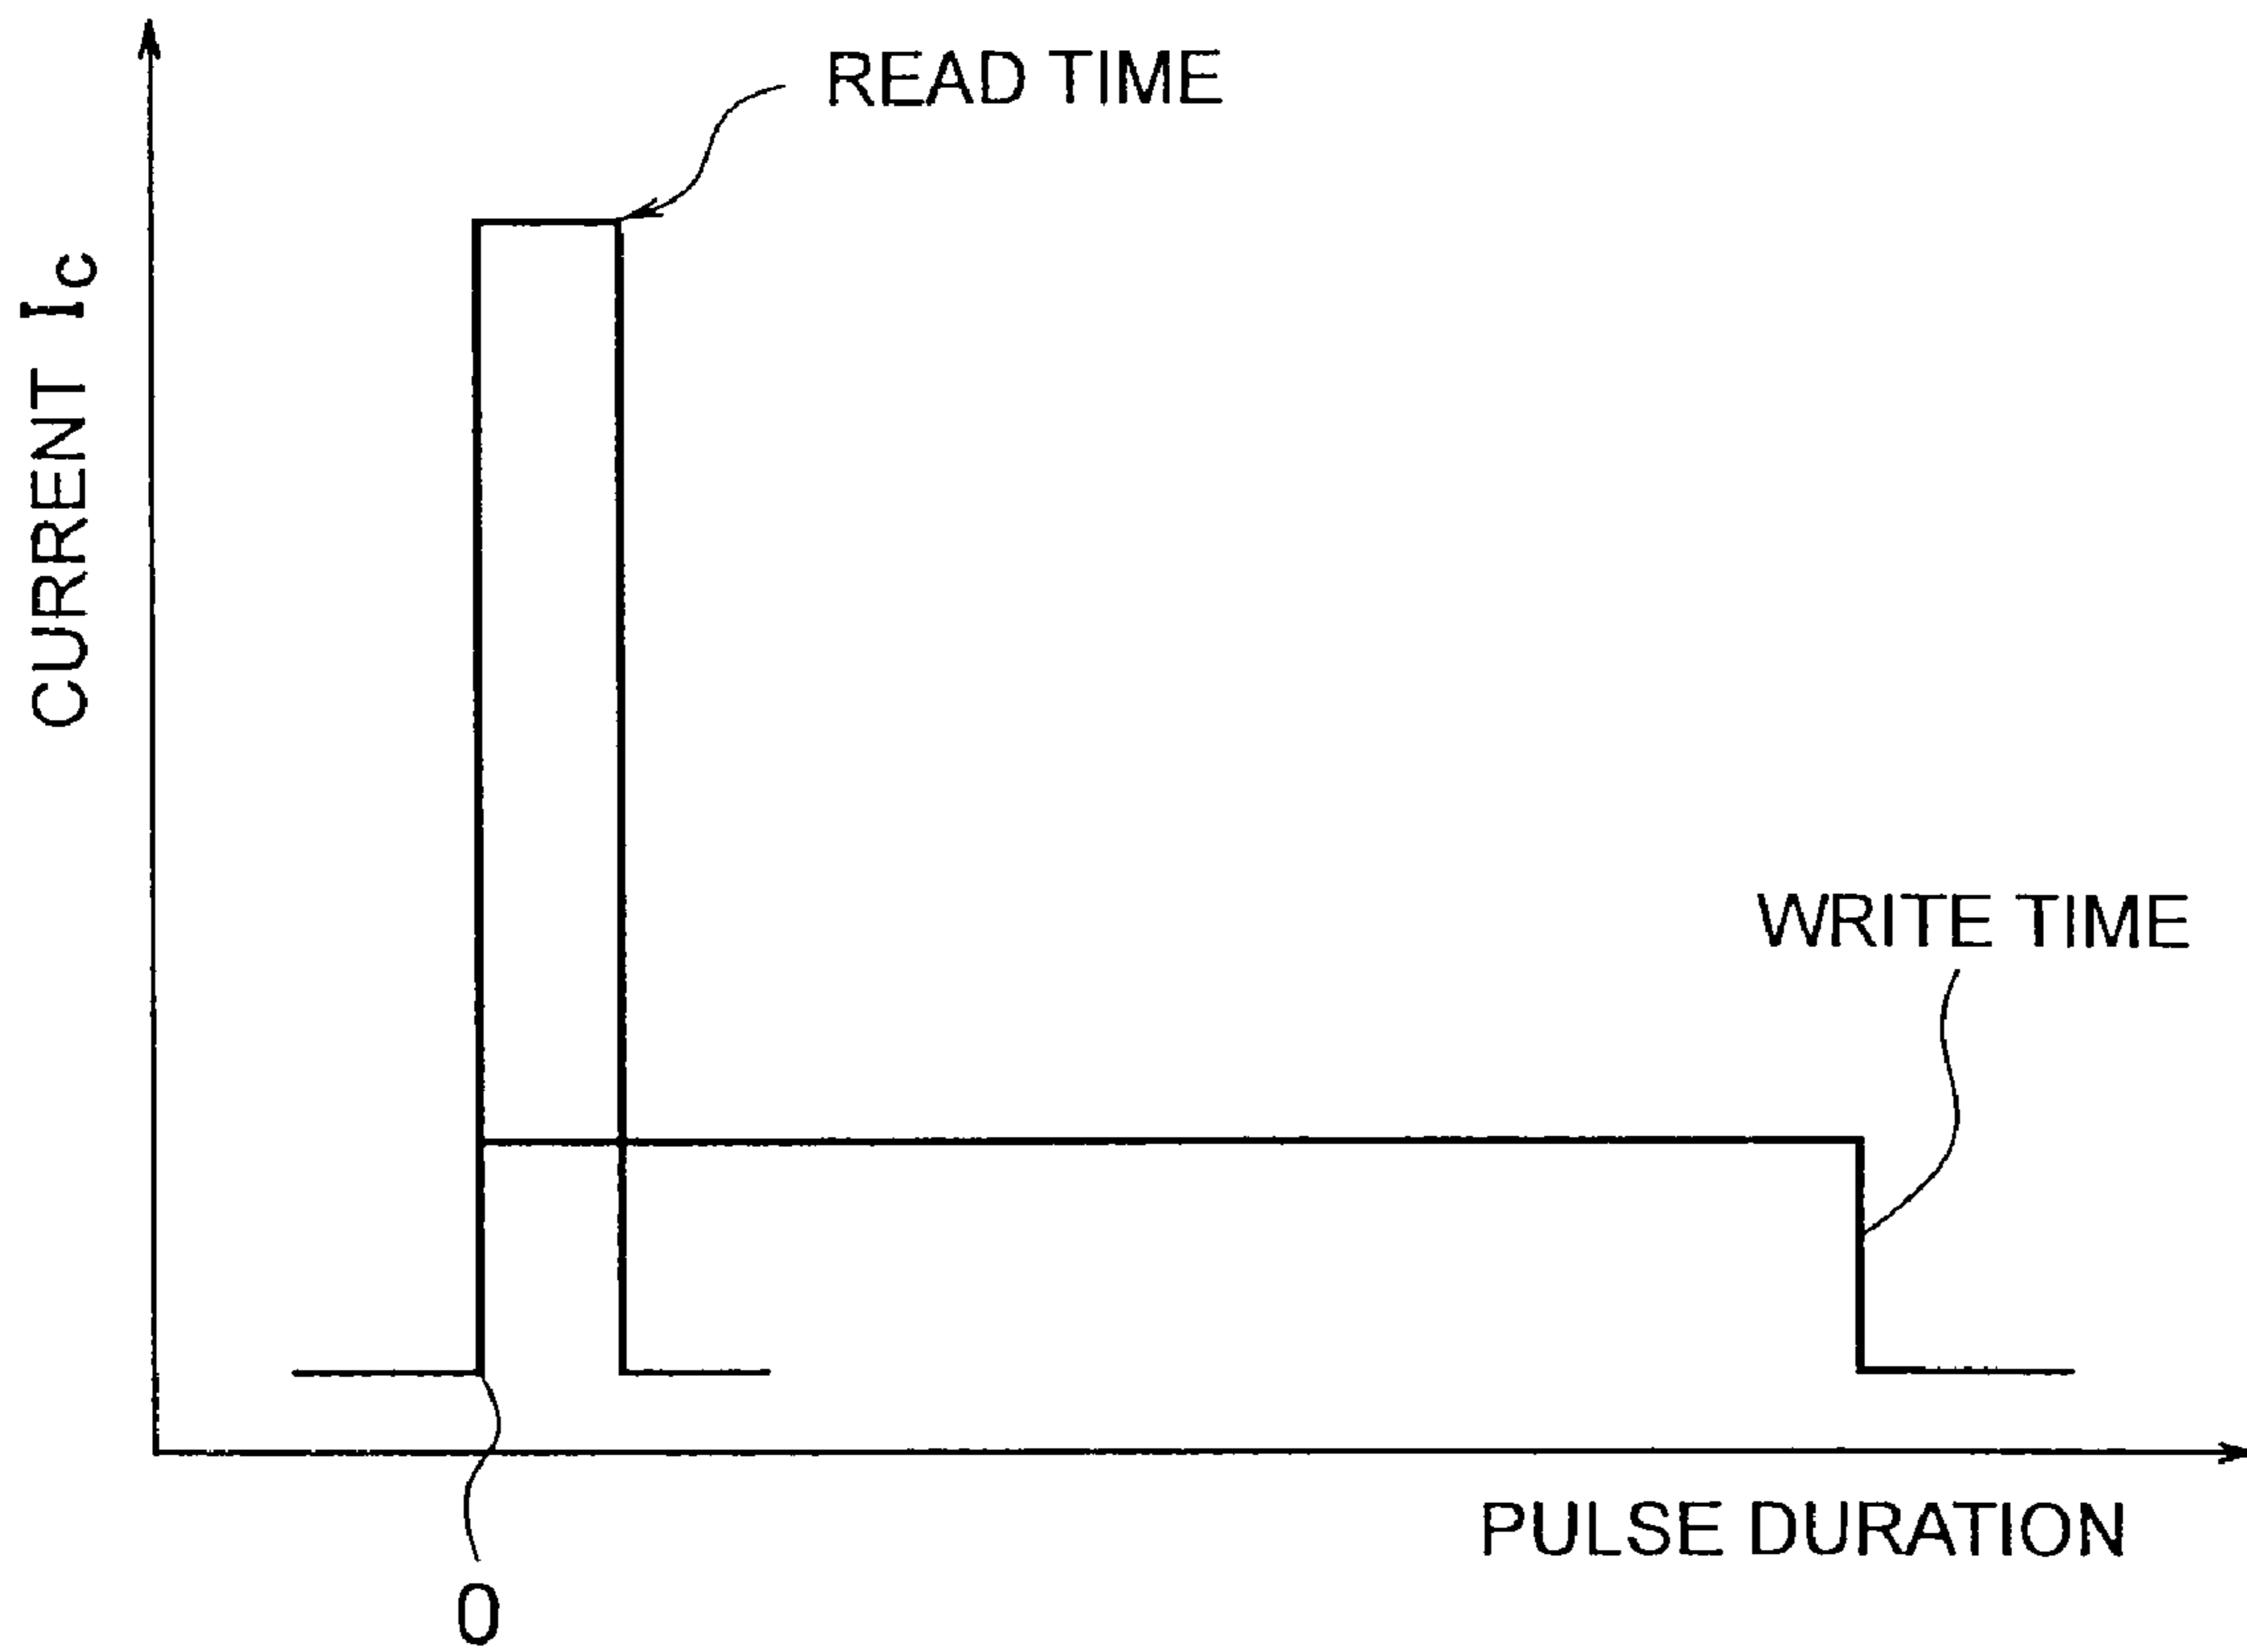 READ TIME
CURRENT Ic
WRITE TIME
PULSE DURATION
0